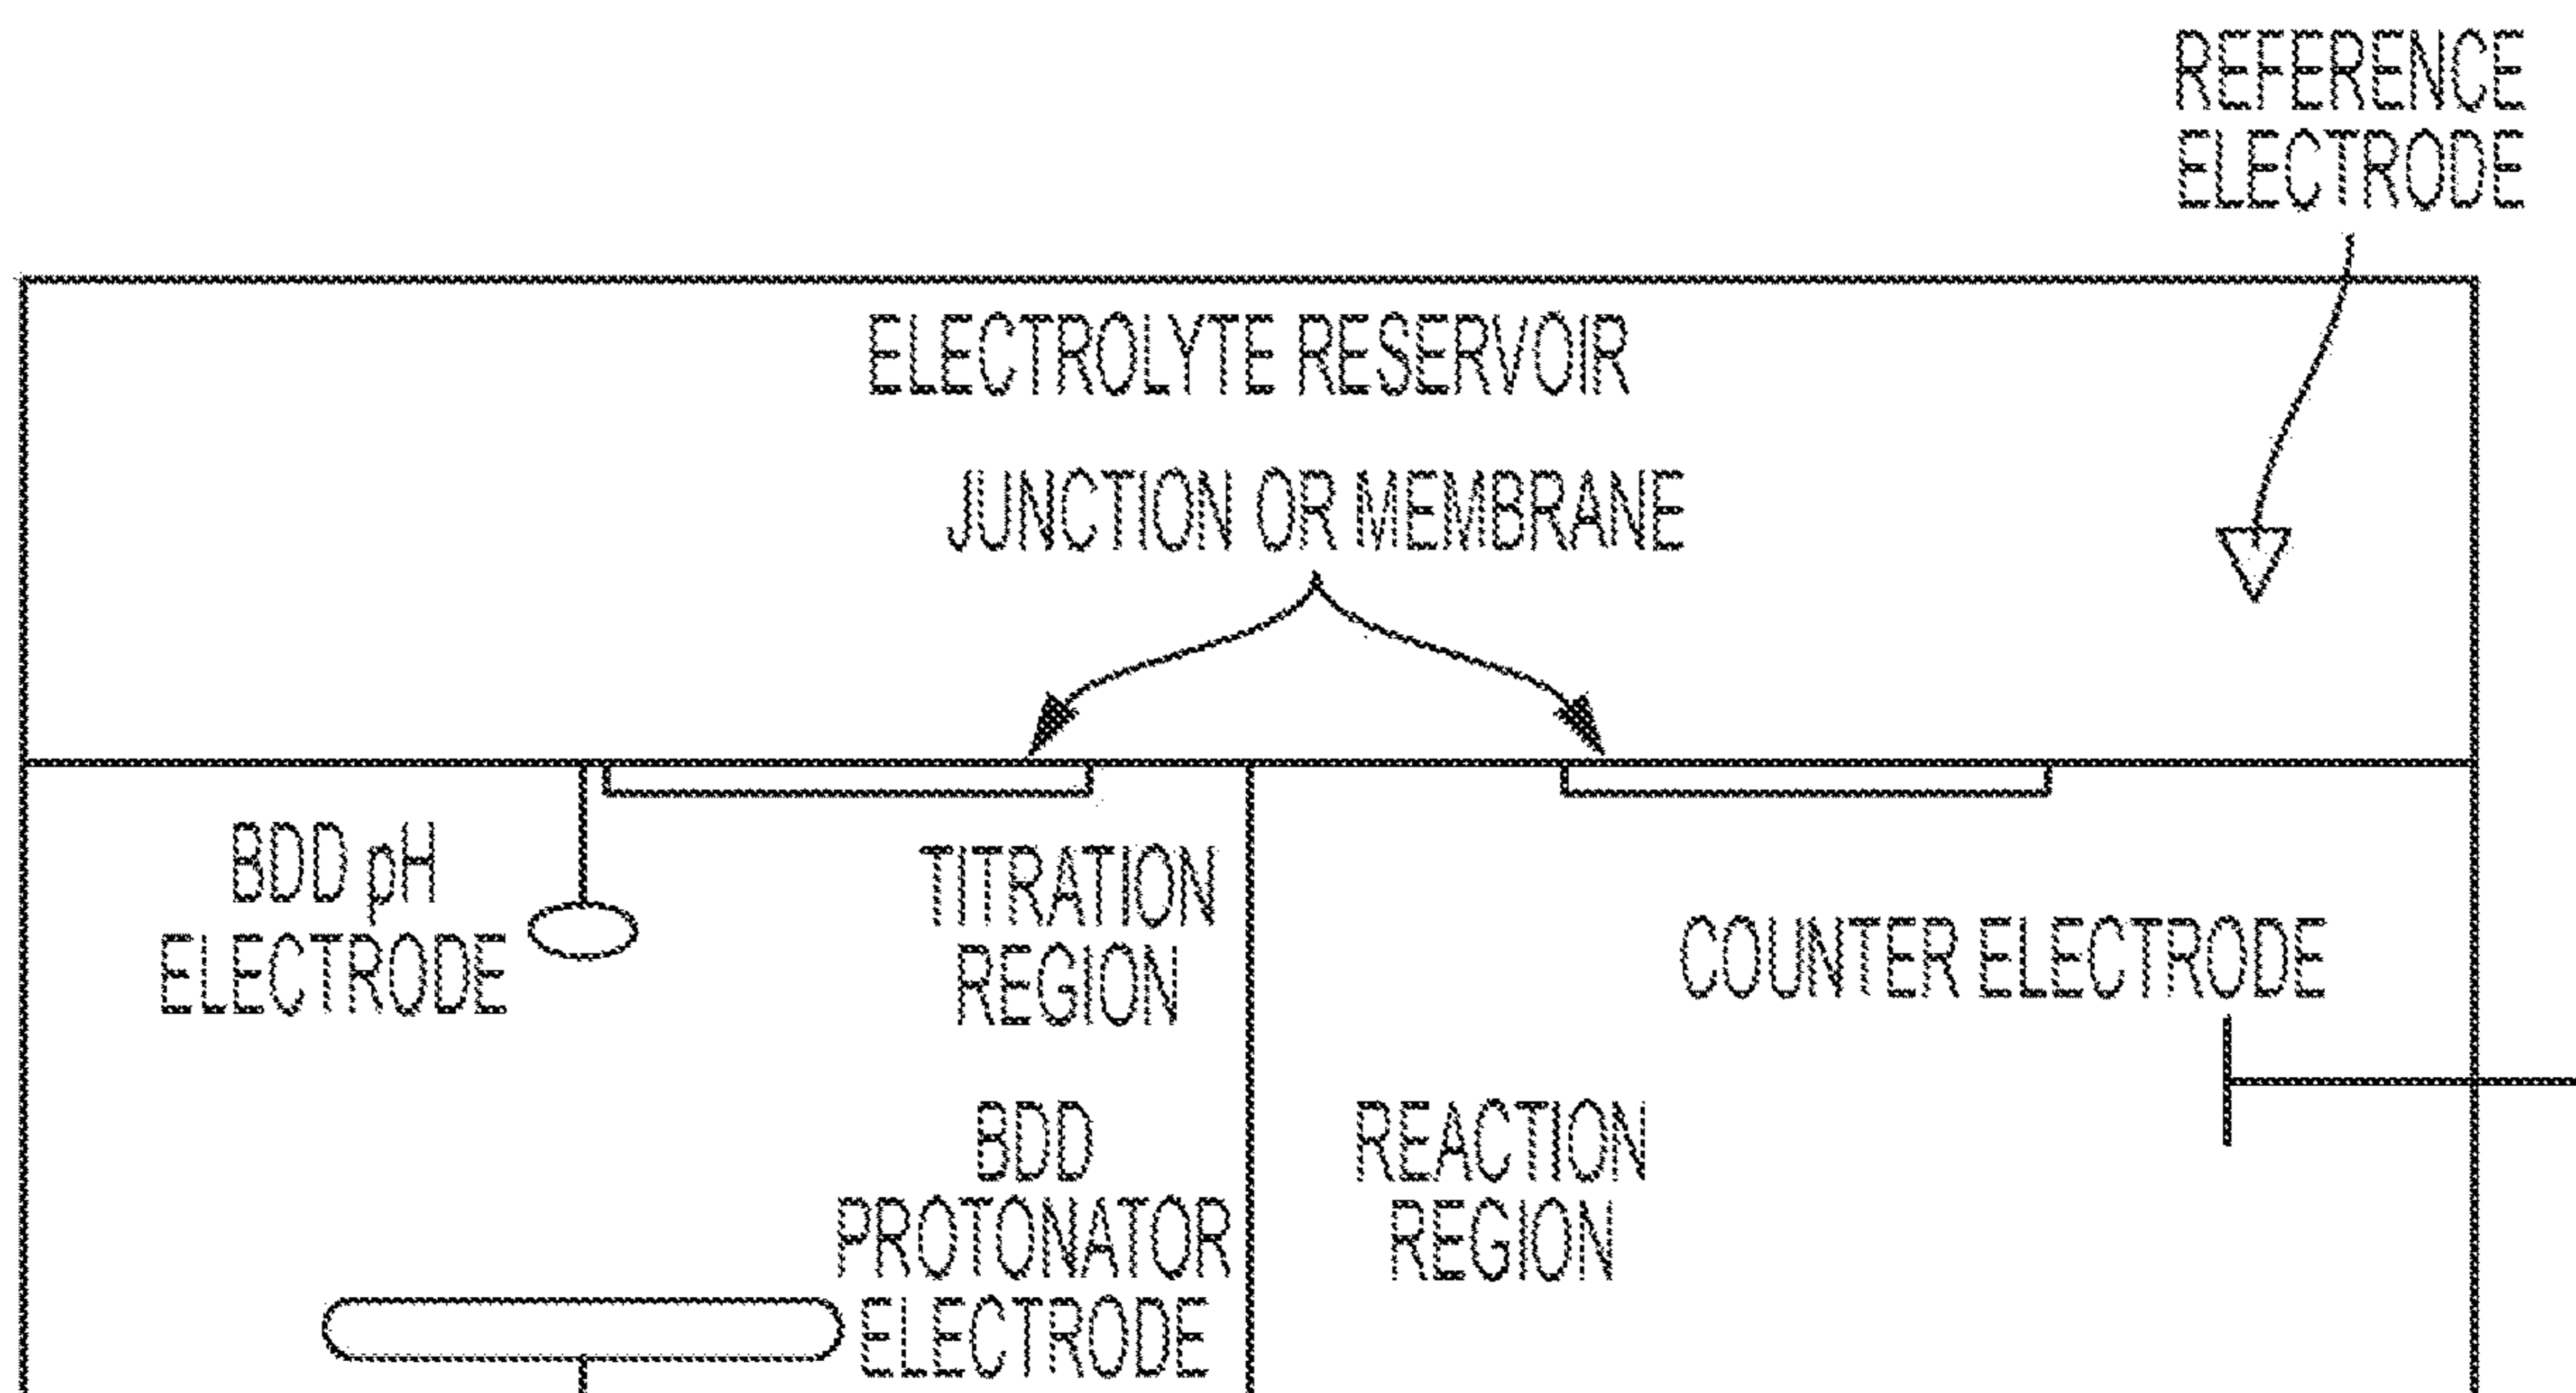 REFERENCE
ELECTRODE
ELECTROLYTE RESERVOIR
JUNCTION OR MEMBRANE
BDD pH
ELECTRODE
TITRATION
REGION
COUNTER ELECTRODE
BDD
PROTONATOR
ELECTRODE
REACTION
REGION